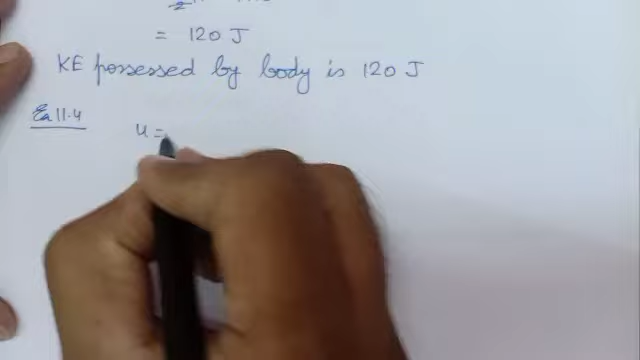 = 120 J
KE possessed by body is 120 J
Ex 11.4
u =